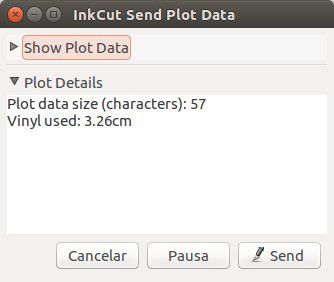 InkCut Send Plot Data
Show Plot Data
Plot Details
Plot data size (characters): 57
Vinyl used: 3.26cm
Cancelar Pausa Send